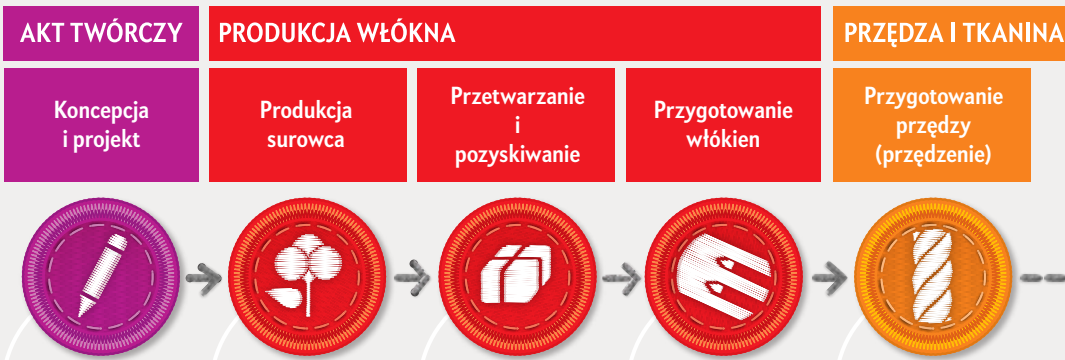 AKT TWÓRCZY
PRODUKCJA WŁÓKNA
PRZĘDZA I TKANINA
Koncepcja
i projekt
Produkcja
surowca
Przetwarzanie
i
pozyskiwanie
Przygotowanie
włókien
Przygotowanie
przędzy
(przędzenie)